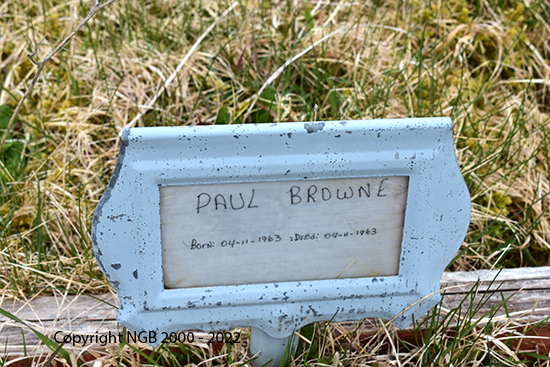 PAUL BROWNE
Born: 04-11-1963 :Died: 04-11-1963
Copyright NGB 2000 - 2022